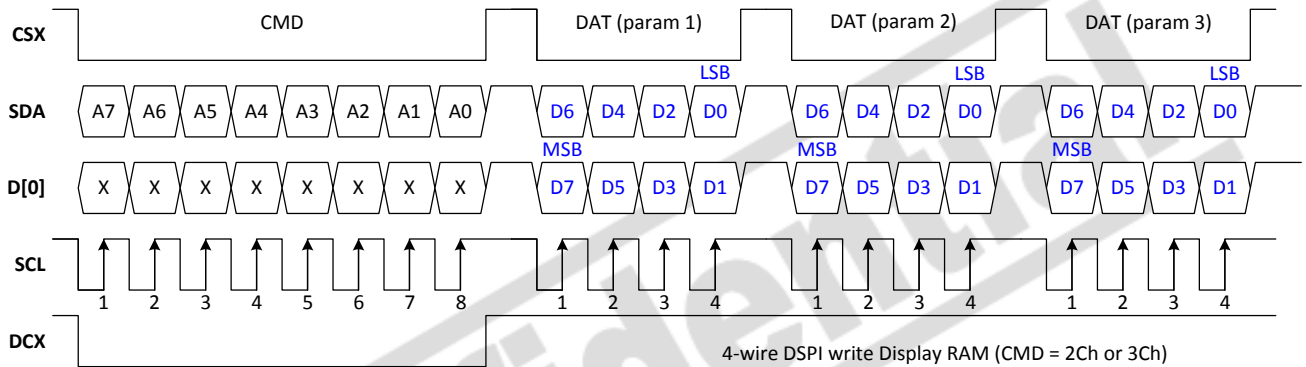 CSX CMD DAT (param 1) DAT (param 2) DAT (param 3)
LSB LSB LSB
SDA A7 A6 A5 A4 A3 A2 A1 A0 D6 D4 D2 D0 D6 D4 D2 D0 D6 D4 D2 D0
MSB MSB MSB
D[0] X X X X X X X X D7 D5 D3 D1 D7 D5 D3 D1 D7 D5 D3 D1
SCL
1 2 3 4 5 6 7 8 1 2 3 4 1 2 3 4 1 2 3 4
DCX
4-wire DSPI write Display RAM (CMD = 2Ch or 3Ch)